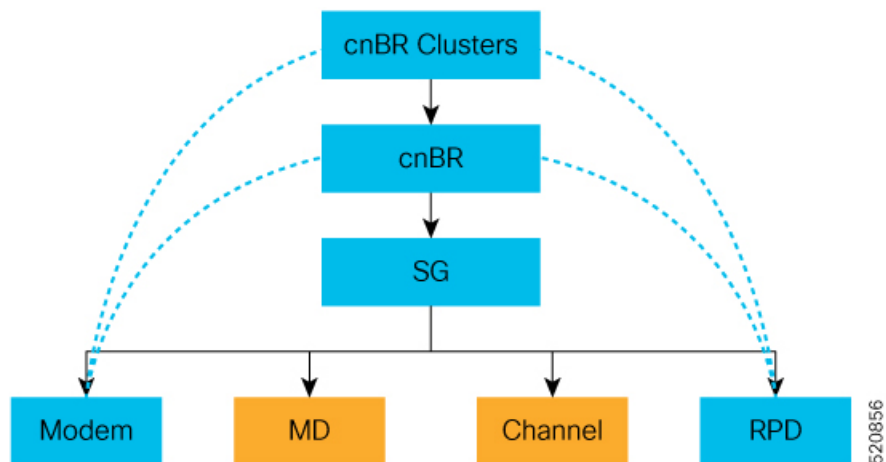 cnBR Clusters
cnBR
SG
Modem
MD
Channel
RPD
520856